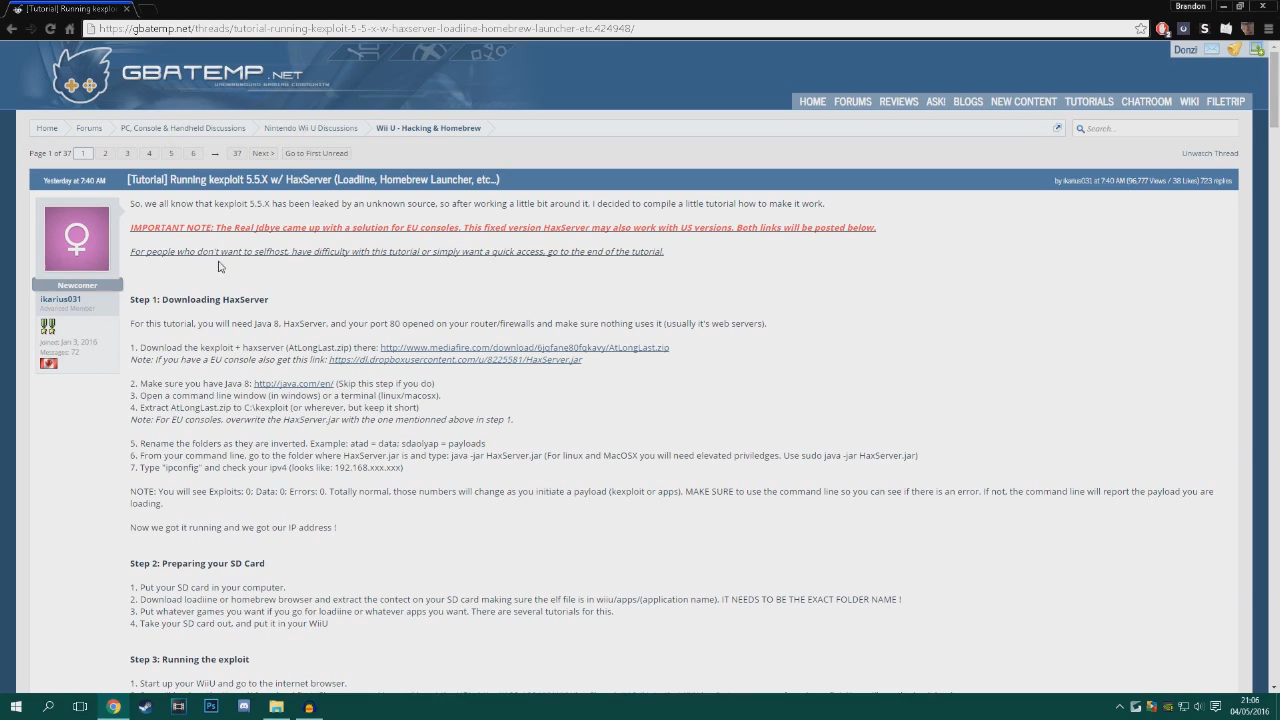 [Tutorial] Running kexploi
Brandon
https://gbatemp.net/threads/tutorial-running-kexploit-5-5-x-w-haxserver-loadiine-homebrew-launcher-etc.424948/
Donzi
GBATEMP.NET
UNDERGROUND GAMING COMMUNITY
HOME FORUMS REVIEWS ASK! BLOGS NEW CONTENT TUTORIALS CHATROOM WIKI FILETRIP
Home Forums PC, Console & Handheld Discussions Nintendo Wii U Discussions Wii U - Hacking & Homebrew
Search...
Page 1 of 37 1 2 3 4 5 6 → 37 Next > Go to First Unread
Unwatch Thread
Yesterday at 7:40 AM
[Tutorial] Running kexploit 5.5.X w/ HaxServer (Loadiine, Homebrew Launcher, etc...)
by ikarius031 at 7:40 AM (96,777 Views / 38 Likes) 723 replies
So, we all know that kexploit 5.5.X has been leaked by an unknown source, so after working a little bit around it, I decided to compile a little tutorial how to make it work.
IMPORTANT NOTE: The Real Jdbye came up with a solution for EU consoles. This fixed version HaxServer may also work with US versions. Both links will be posted below.
For people who don't want to selfhost, have difficulty with this tutorial or simply want a quick access, go to the end of the tutorial.
Newcomer
ikarius031
Advanced Member
Joined: Jan 3, 2016
Messages: 72
Step 1: Downloading HaxServer
For this tutorial, you will need Java 8, HaxServer, and your port 80 opened on your router/firewalls and make sure nothing uses it (usually it's web servers).
1. Download the kexploit + haxserver (AtLongLast.zip) there: http://www.mediafire.com/download/6jqfane80fqkavy/AtLongLast.zip
Note: If you have a EU console also get this link: https://dl.dropboxusercontent.com/u/8225581/HaxServer.jar
2. Make sure you have Java 8: http://java.com/en/ (Skip this step if you do)
3. Open a command line window (in windows) or a terminal (linux/macosx).
4. Extract AtLongLast.zip to C:\kexploit (or wherever, but keep it short)
Note: For EU consoles, overwrite the HaxServer.jar with the one mentionned above in step 1.
5. Rename the folders as they are inverted. Example: atad = data; sdaolyap = payloads
6. From your command line, go to the folder where HaxServer.jar is and type: java -jar HaxServer.jar (For linux and MacOSX you will need elevated priviledges. Use sudo java -jar HaxServer.jar)
7. Type "ipconfig" and check your ipv4 (looks like: 192.168.xxx.xxx)
NOTE: You will see Exploits: 0; Data: 0; Errors: 0. Totally normal, those numbers will change as you initiate a payload (kexploit or apps). MAKE SURE to use the command line so you can see if there is an error. If not, the command line will report the payload you are
loading.
Now we got it running and we got our IP address !
Step 2: Preparing your SD Card
1. Put your SD card in your computer.
2. Download loadiine or homebrew browser and extract the contect on your SD card making sure the elf file is in wiiu/apps/(application name). IT NEEDS TO BE THE EXACT FOLDER NAME !
3. Put whatever games you want if you go for loadiine or whatever apps you want. There are several tutorials for this.
4. Take your SD card out, and put it in your WiiU
Step 3: Running the exploit
1. Start up your WiiU and go to the internet browser.
21:06
04/05/2016